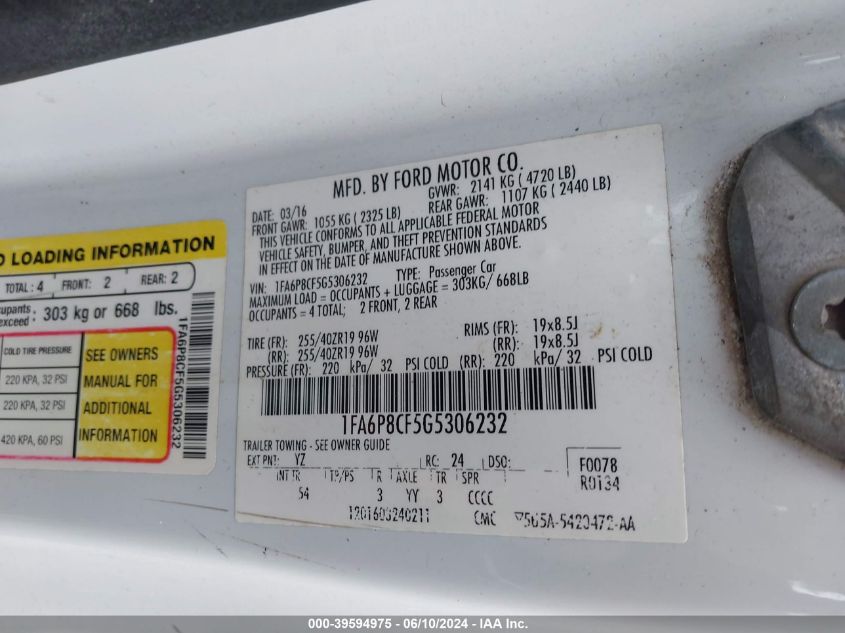 MFD. BY FORD MOTOR CO.
DATE: 03/16 GVWR: 2141 KG ( 4720 LB)
FRONT GAWR: 1055 KG ( 2325 LB) REAR GAWR: 1107 KG ( 2440 LB)
THIS VEHICLE CONFORMS TO ALL APPLICABLE FEDERAL MOTOR
VEHICLE SAFETY, BUMPER, AND THEFT PREVENTION STANDARDS
IN EFFECT ON THE DATE OF MANUFACTURE SHOWN ABOVE.
VIN: 1FA6P8CF5G5306232 TYPE: Passenger Car
MAXIMUM LOAD = OCCUPANTS + LUGGAGE = 303KG/ 668LB
OCCUPANTS = 4 TOTAL; 2 FRONT, 2 REAR
TIRE (FR): 255/40ZR19 96W RIMS (FR): 19x8.5J
(RR): 255/40ZR19 96W (RR): 19x8.5J
PRESSURE (FR): 220 kPa/ 32 PSI COLD (RR): 220 kPa/ 32 PSI COLD
1FA6P8CF5G5306232
TRAILER TOWING - SEE OWNER GUIDE
EXT PNT: YZ RC: 24 DSO: F0078
INT TR TP/PS R AXLE TR SPR R0134
54 3 YY 3 CCCC
CMC
LOADING INFORMATION
TOTAL : 4 FRONT: 2 REAR: 2
303 kg or 668 lbs.
COLD TIRE PRESSURE
220 KPA, 32 PSI
220 KPA, 32 PSI
420 KPA, 60 PSI
SEE OWNERS
MANUAL FOR
ADDITIONAL
INFORMATION
1FA6P8CF5G5306232
000-39594975 - 06/10/2024 - IAA Inc.